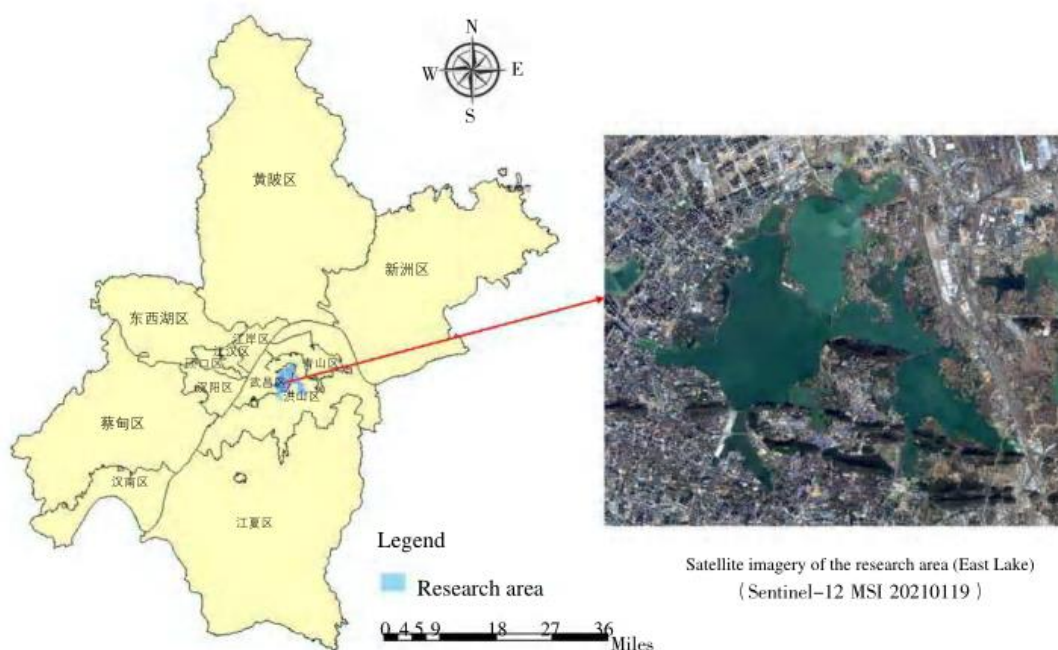 N
W
E
S
黄陂区
新洲区
东西湖区
江岸区
江汉区
青山区
武昌区
汉阳区
洪山区
蔡甸区
汉南区
江夏区
Legend
Research area
0 4.5 9 18 27 36
Miles
Satellite imagery of the research area (East Lake)
( Sentinel-12 MSI 20210119 )